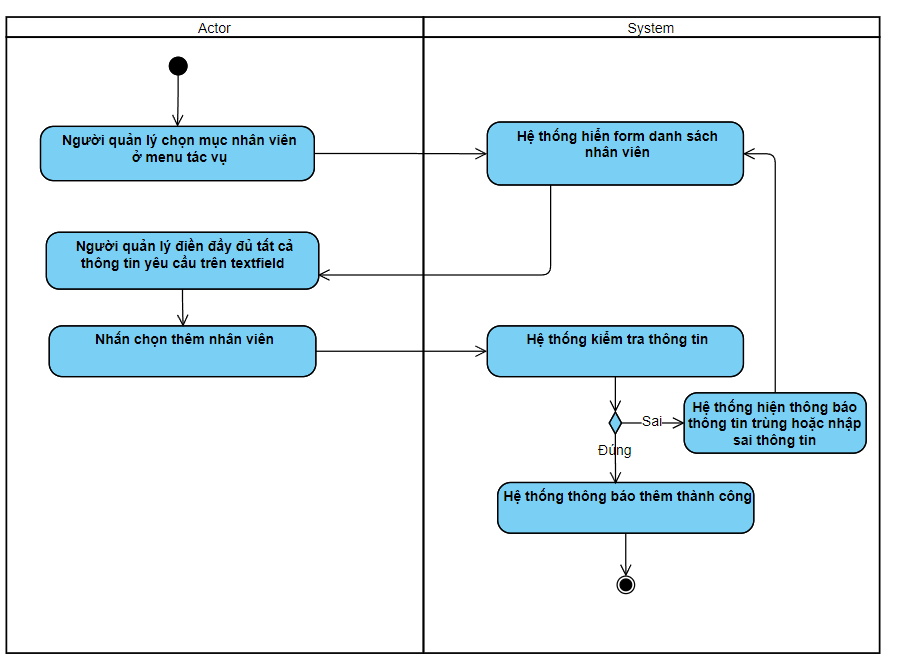 Actor
System
Người quản lý chọn mục nhân viên
ở menu tác vụ
Hệ thống hiển form danh sách
nhân viên
Người quản lý điền đầy đủ tất cả
thông tin yêu cầu trên textfield
Nhấn chọn thêm nhân viên
Hệ thống kiểm tra thông tin
Sai
Hệ thống hiện thông báo
thông tin trùng hoặc nhập
sai thông tin
Đúng
Hệ thống thông báo thêm thành công